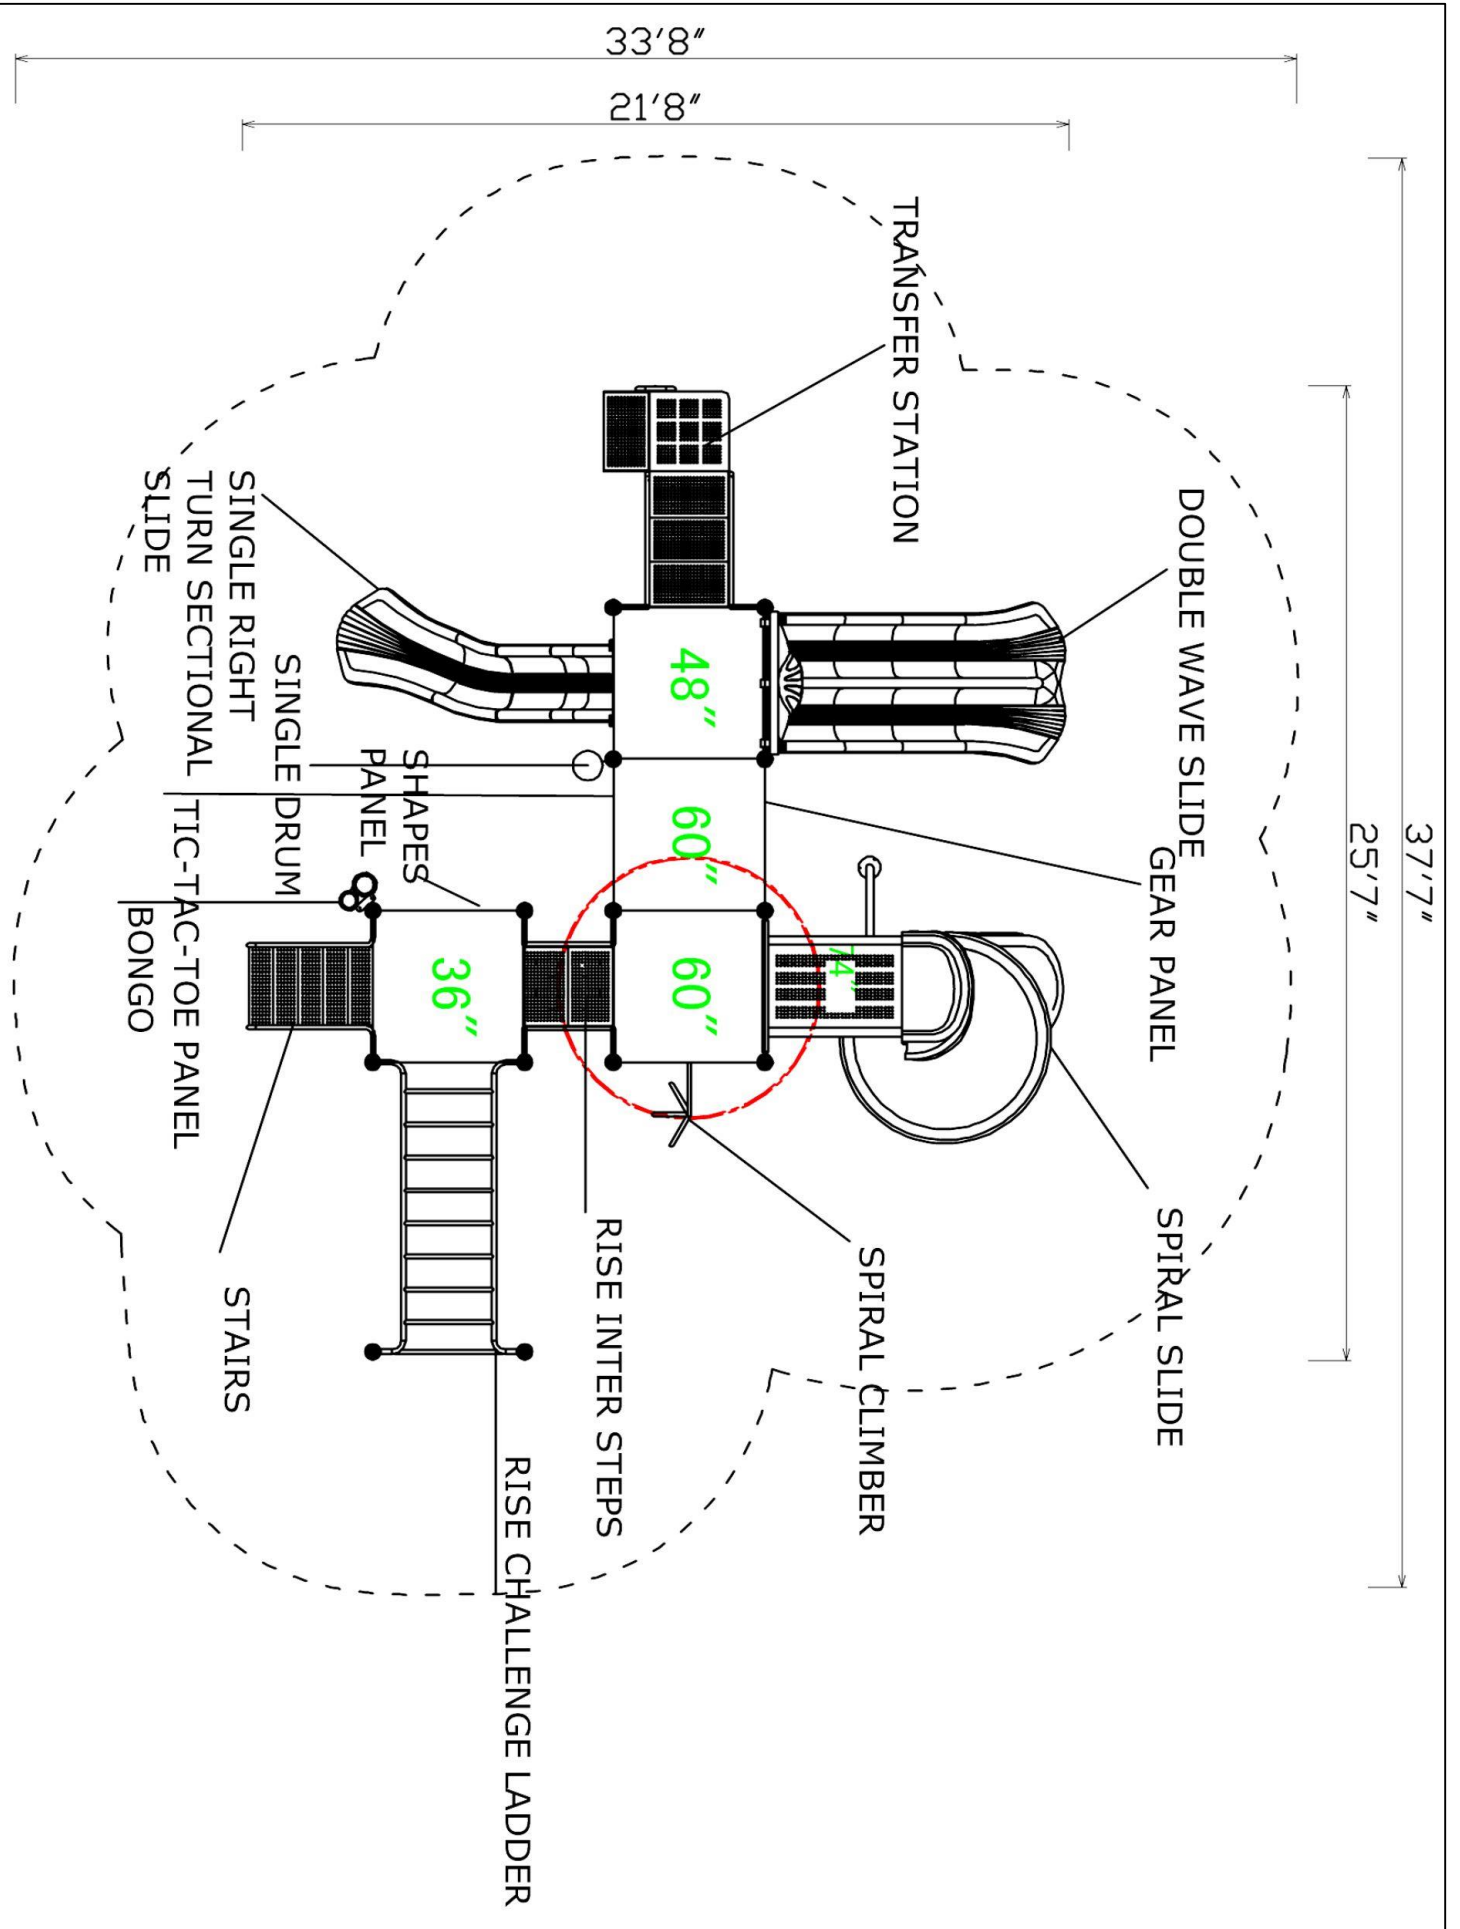 33'8"
21'8"
37'7"
25'7"
TRANSFER STATION
DOUBLE WAVE SLIDE
GEAR PANEL
SPIRAL SLIDE
SPIRAL CLIMBER
RISE INTER STEPS
RISE CHALLENGE LADDER
STAIRS
BONGO
TIC-TAC-TOE PANEL
SHAPES
PANEL
SINGLE DRUM
SINGLE RIGHT
TURN SECTIONAL
SLIDE
48"
60"
60"
74"
36"